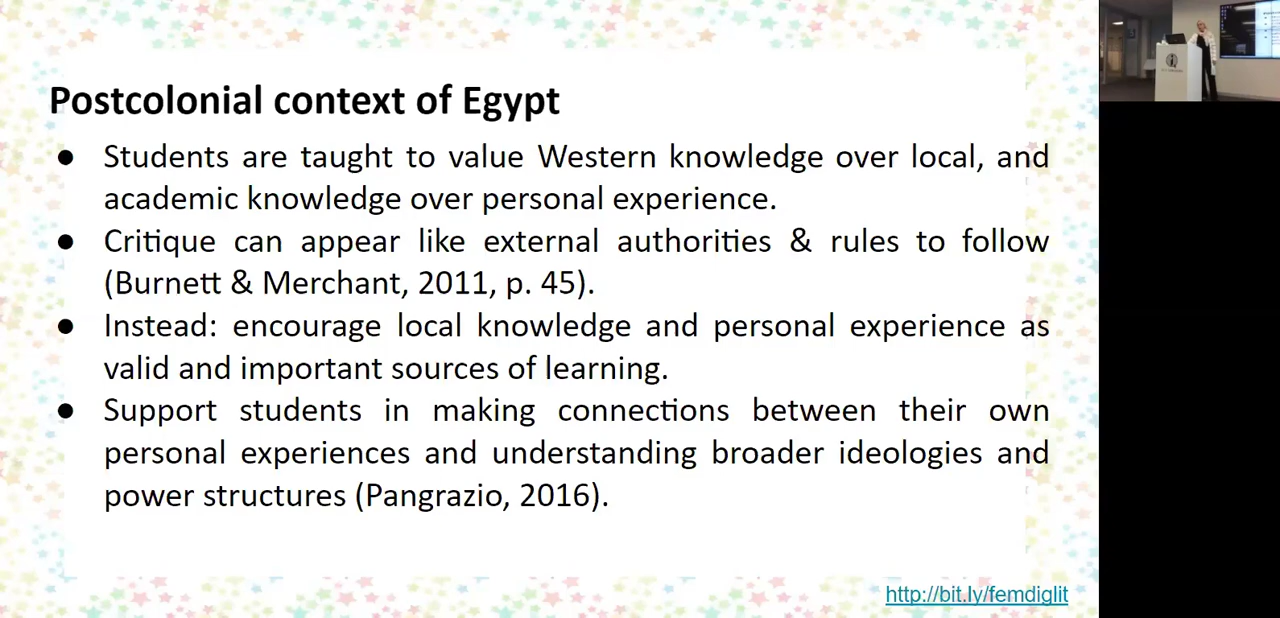 Postcolonial context of Egypt
● Students are taught to value Western knowledge over local, and
academic knowledge over personal experience.
● Critique can appear like external authorities & rules to follow
(Burnett & Merchant, 2011, p. 45).
● Instead: encourage local knowledge and personal experience as
valid and important sources of learning.
● Support students in making connections between their own
personal experiences and understanding broader ideologies and
power structures (Pangrazio, 2016).
http://bit.ly/femdiglit